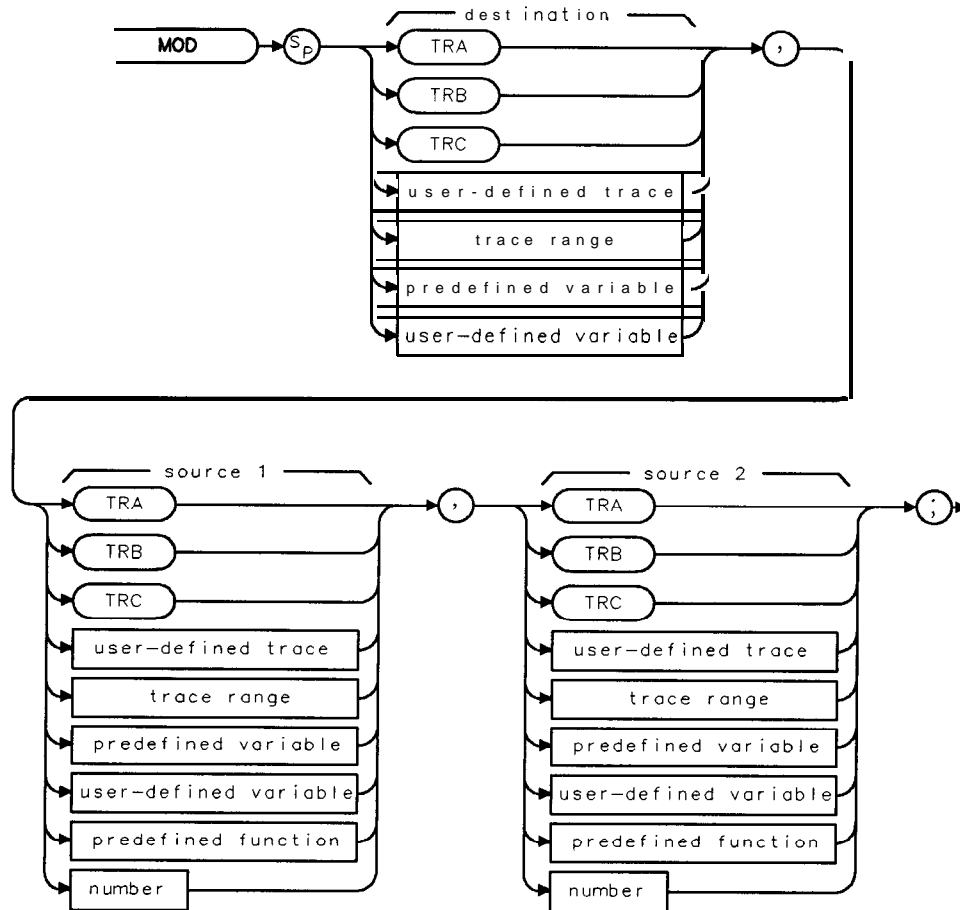 destination
MOD
SP
TRA
,
TRB
TRC
user-defined trace
trace range
predefined variable
user-defined variable
source 1
TRA
,
TRB
TRC
user-defined trace
trace range
predefined variable
user-defined variable
predefined function
number
source 2
TRA
;
TRB
TRC
user-defined trace
trace range
predefined variable
user-defined variable
predefined function
number